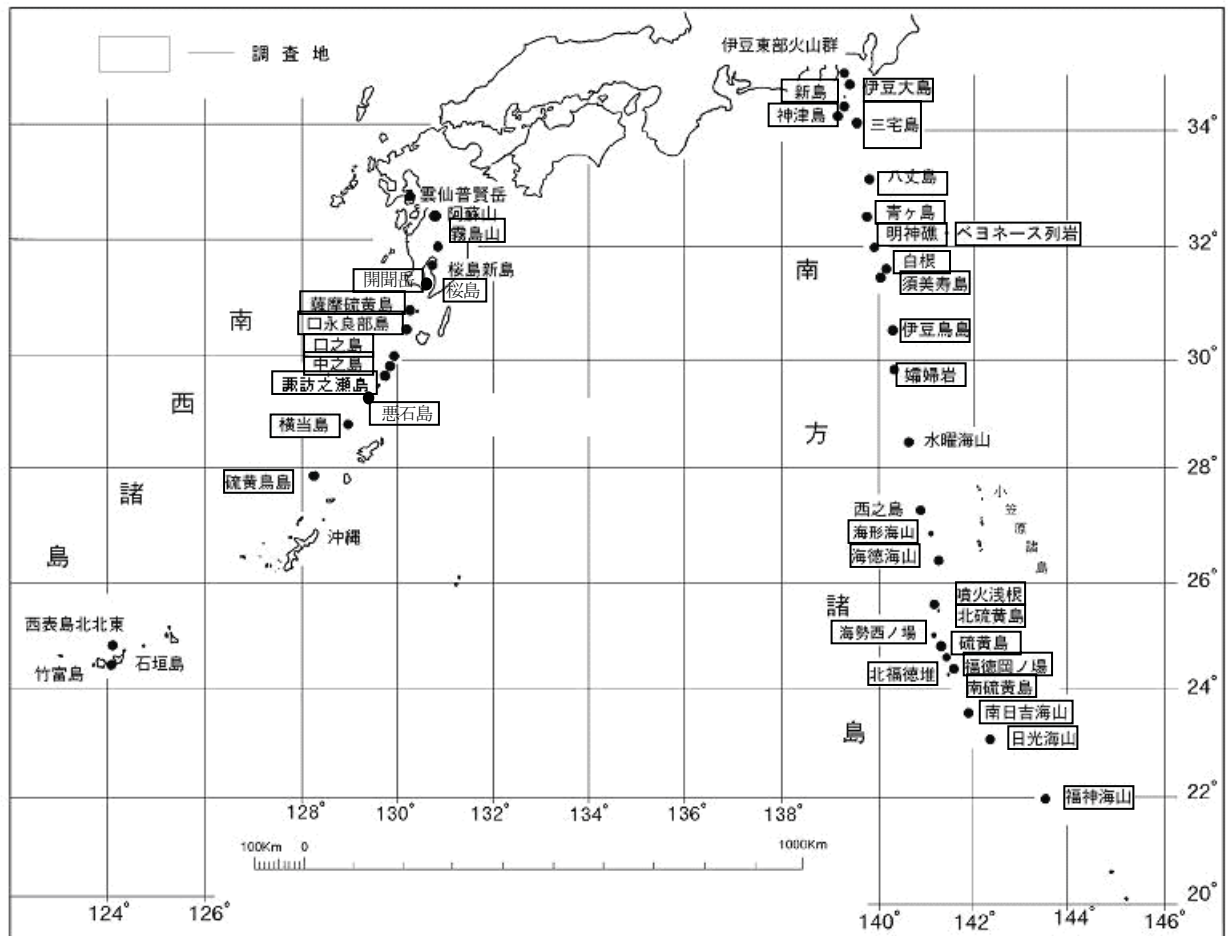 調査地
伊豆東部火山群
新島
伊豆大島
神津島
三宅島
34°
八丈島
雲仙普賢岳
阿蘇山
霧島山
青ヶ島
明神礁
ベヨネース列岩
32°
桜島新島
白根
開聞岳
桜島
須美寿島
薩摩硫黄島
口永良部島
伊豆鳥島
口之島
中之島
30°
諏訪之瀬島
孀婦岩
悪石島
横当島
水曜海山
28°
硫黄鳥島
沖縄
西之島
海形海山
海徳海山
小笠原諸島
26°
噴火浅根
北硫黄島
西表島北北東
海勢西ノ場
硫黄島
竹富島
石垣島
北福徳堆
福徳岡ノ場
南硫黄島
24°
南日吉海山
日光海山
福神海山
22°
南西諸島
南方諸島
128°
130°
132°
134°
136°
138°
100Km
0
1000Km
20°
124°
126°
140°
142°
144°
146°